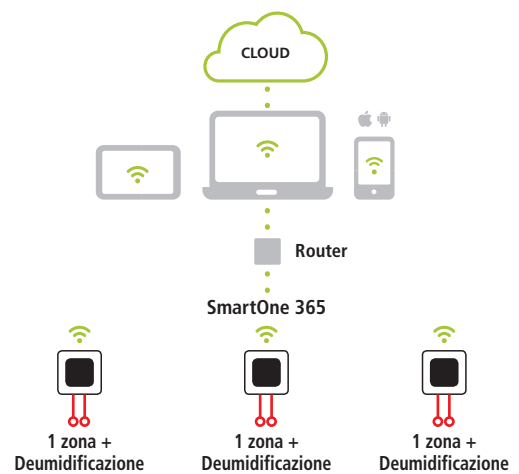 CLOUD
Router
SmartOne 365
1 zona +
Deumidificazione
1 zona +
Deumidificazione
1 zona +
Deumidificazione